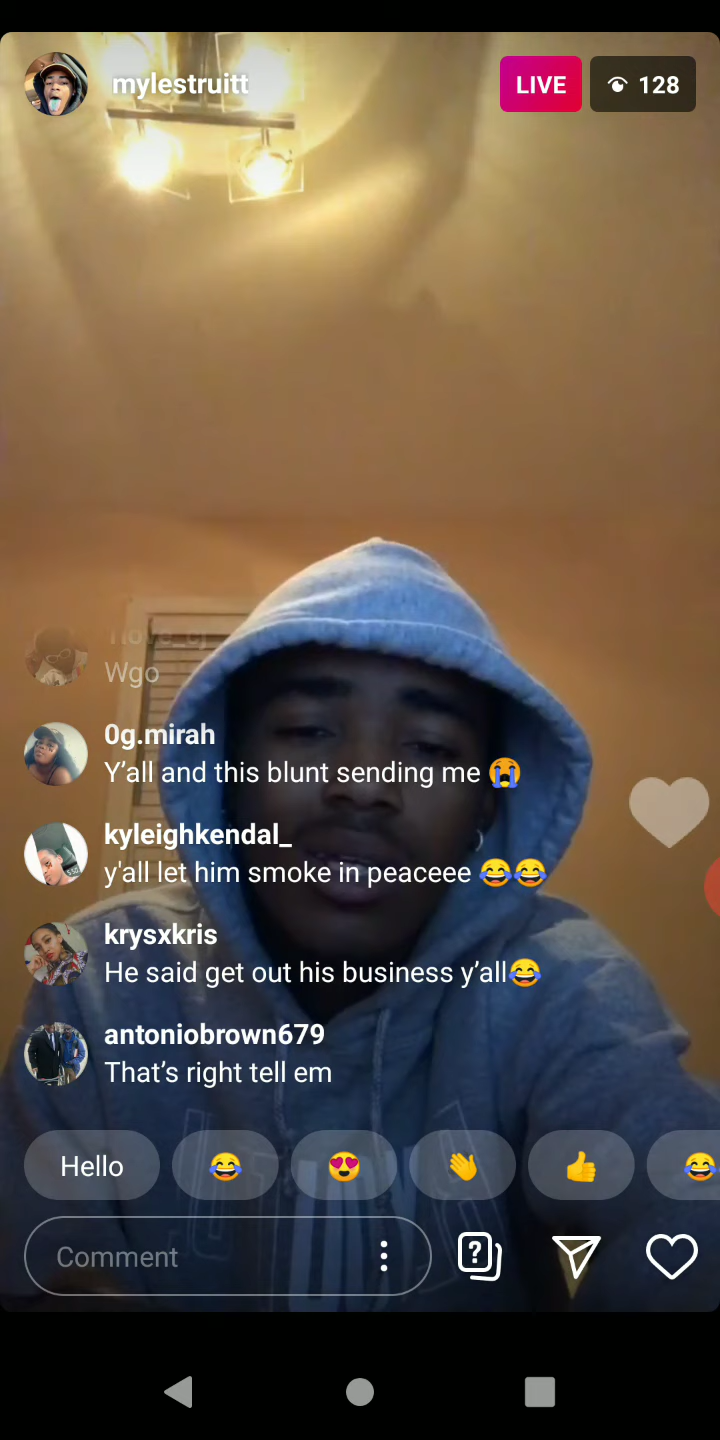 mylestruitt
LIVE
128
Wgo
0g.mirah
Y'all and this blunt sending me 😭
kyleighkendal_
y'all let him smoke in peaceee 😂😂
krysxkris
He said get out his business y'all😂
antoniobrown679
That's right tell em
Hello
Comment